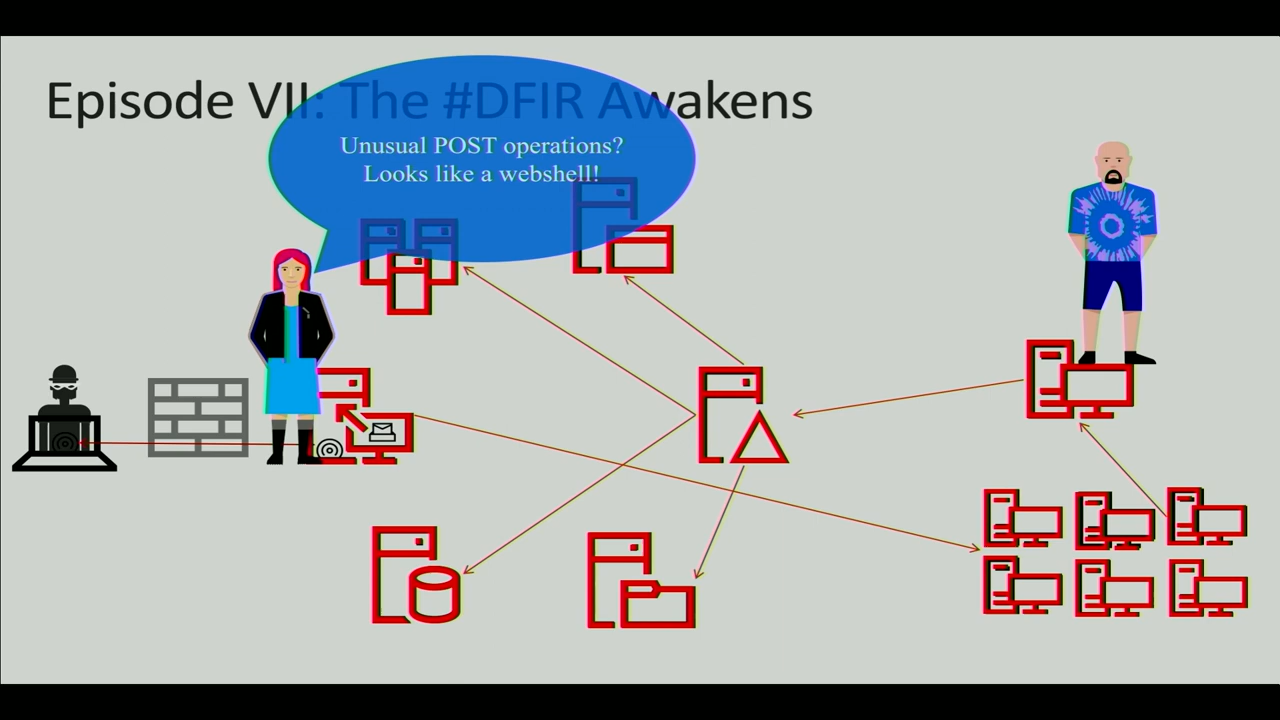 Episode VII: The #DFIR Awakens
Unusual POST operations?
Looks like a webshell!